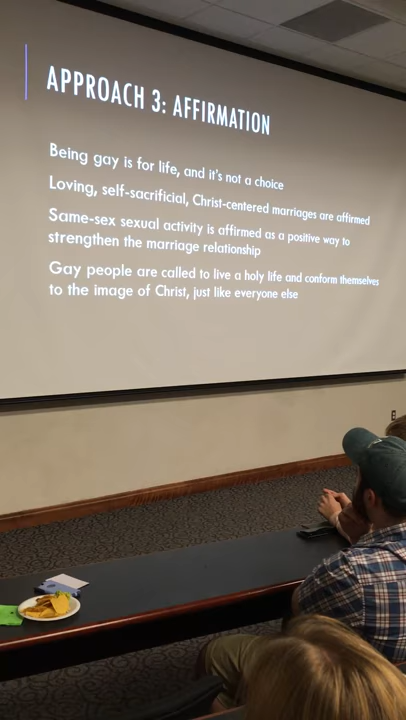 APPROACH 3: AFFIRMATION
Being gay is for life, and it's not a choice
Loving, self-sacrificial, Christ-centered marriages are affirmed
Same-sex sexual activity is affirmed as a positive way to
strengthen the marriage relationship
Gay people are called to live a holy life and conform themselves
to the image of Christ, just like everyone else